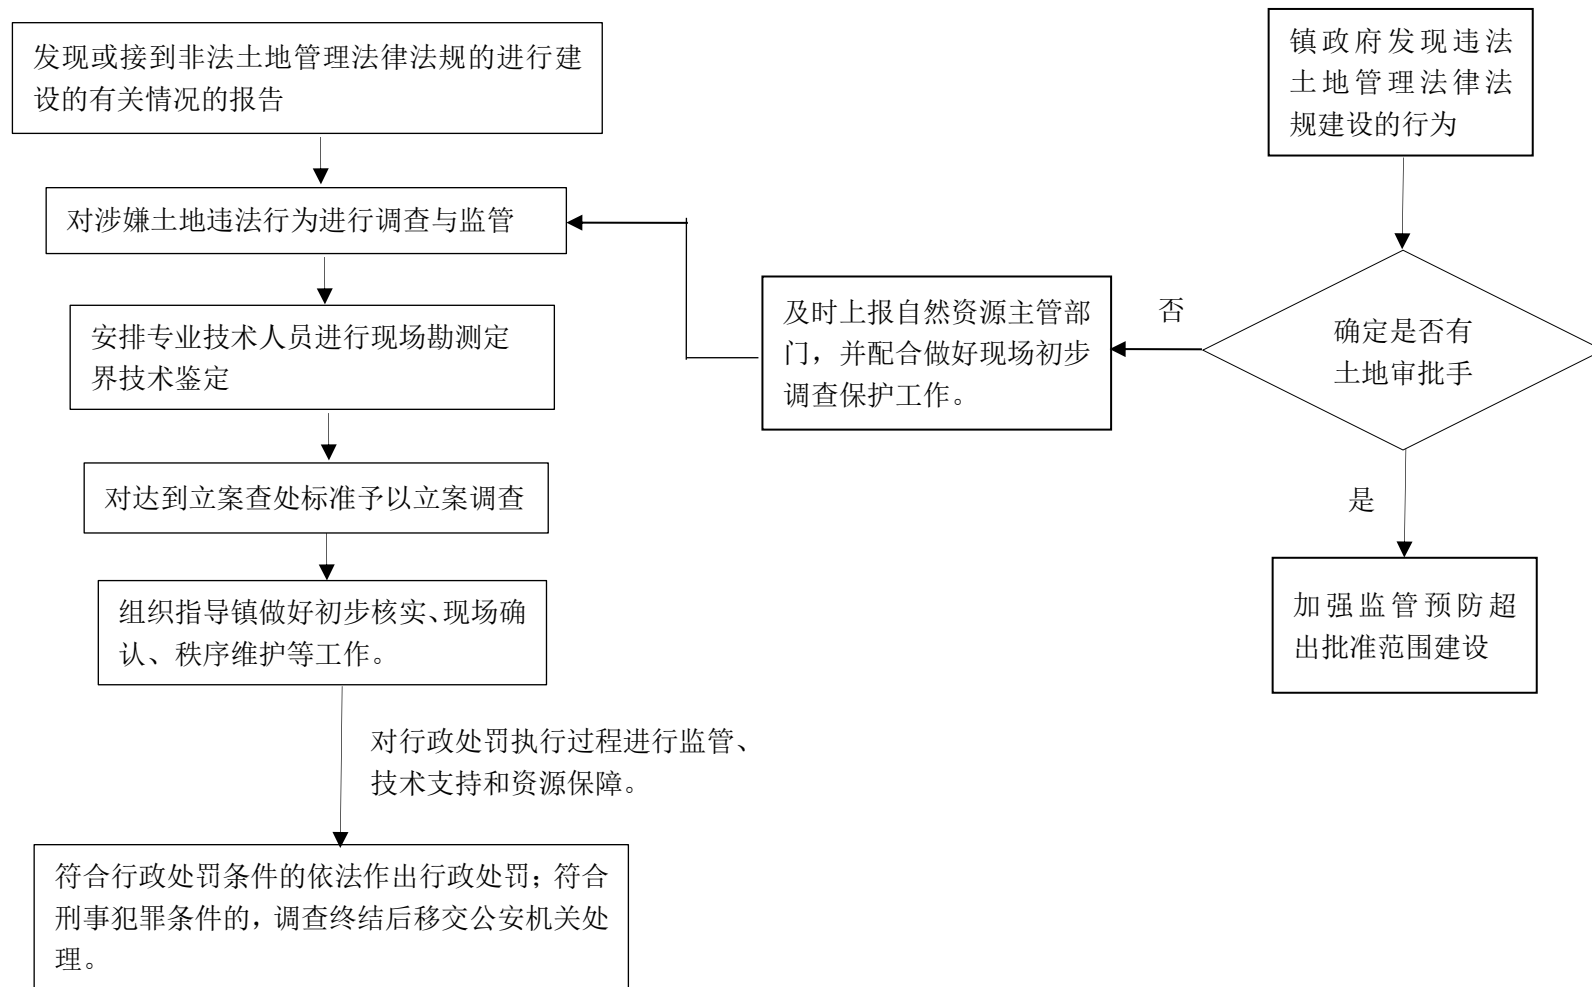 发现或接到非法土地管理法律法规的进行建
设的有关情况的报告
对涉嫌土地违法行为进行调查与监管
安排专业技术人员进行现场勘测定
界技术鉴定
对达到立案查处标准予以立案调查
组织指导镇做好初步核实、现场确
认、秩序维护等工作。
对行政处罚执行过程进行监管、
技术支持和资源保障。
符合行政处罚条件的依法作出行政处罚；符合
刑事犯罪条件的，调查终结后移交公安机关处
理。
镇政府发现违法
土地管理法律法
规建设的行为
确定是否有
土地审批手
否
及时上报自然资源主管部
门，并配合做好现场初步
调查保护工作。
是
加强监管预防超
出批准范围建设